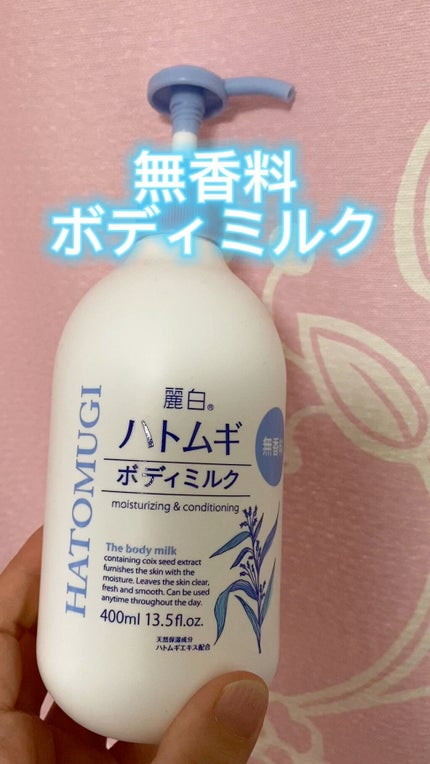 無香料
ボディミルク
麗白®
ハトムギ
ボディミルク
moisturizing & conditioning
HATOMUGI
The body milk
containing coix seed extract
furnishes the skin with the
moisture. Leaves the skin clear,
fresh and smooth. Can be used
anytime throughout the day.
400ml 13.5fl.oz.
天然保湿成分
ハトムギエキス配合